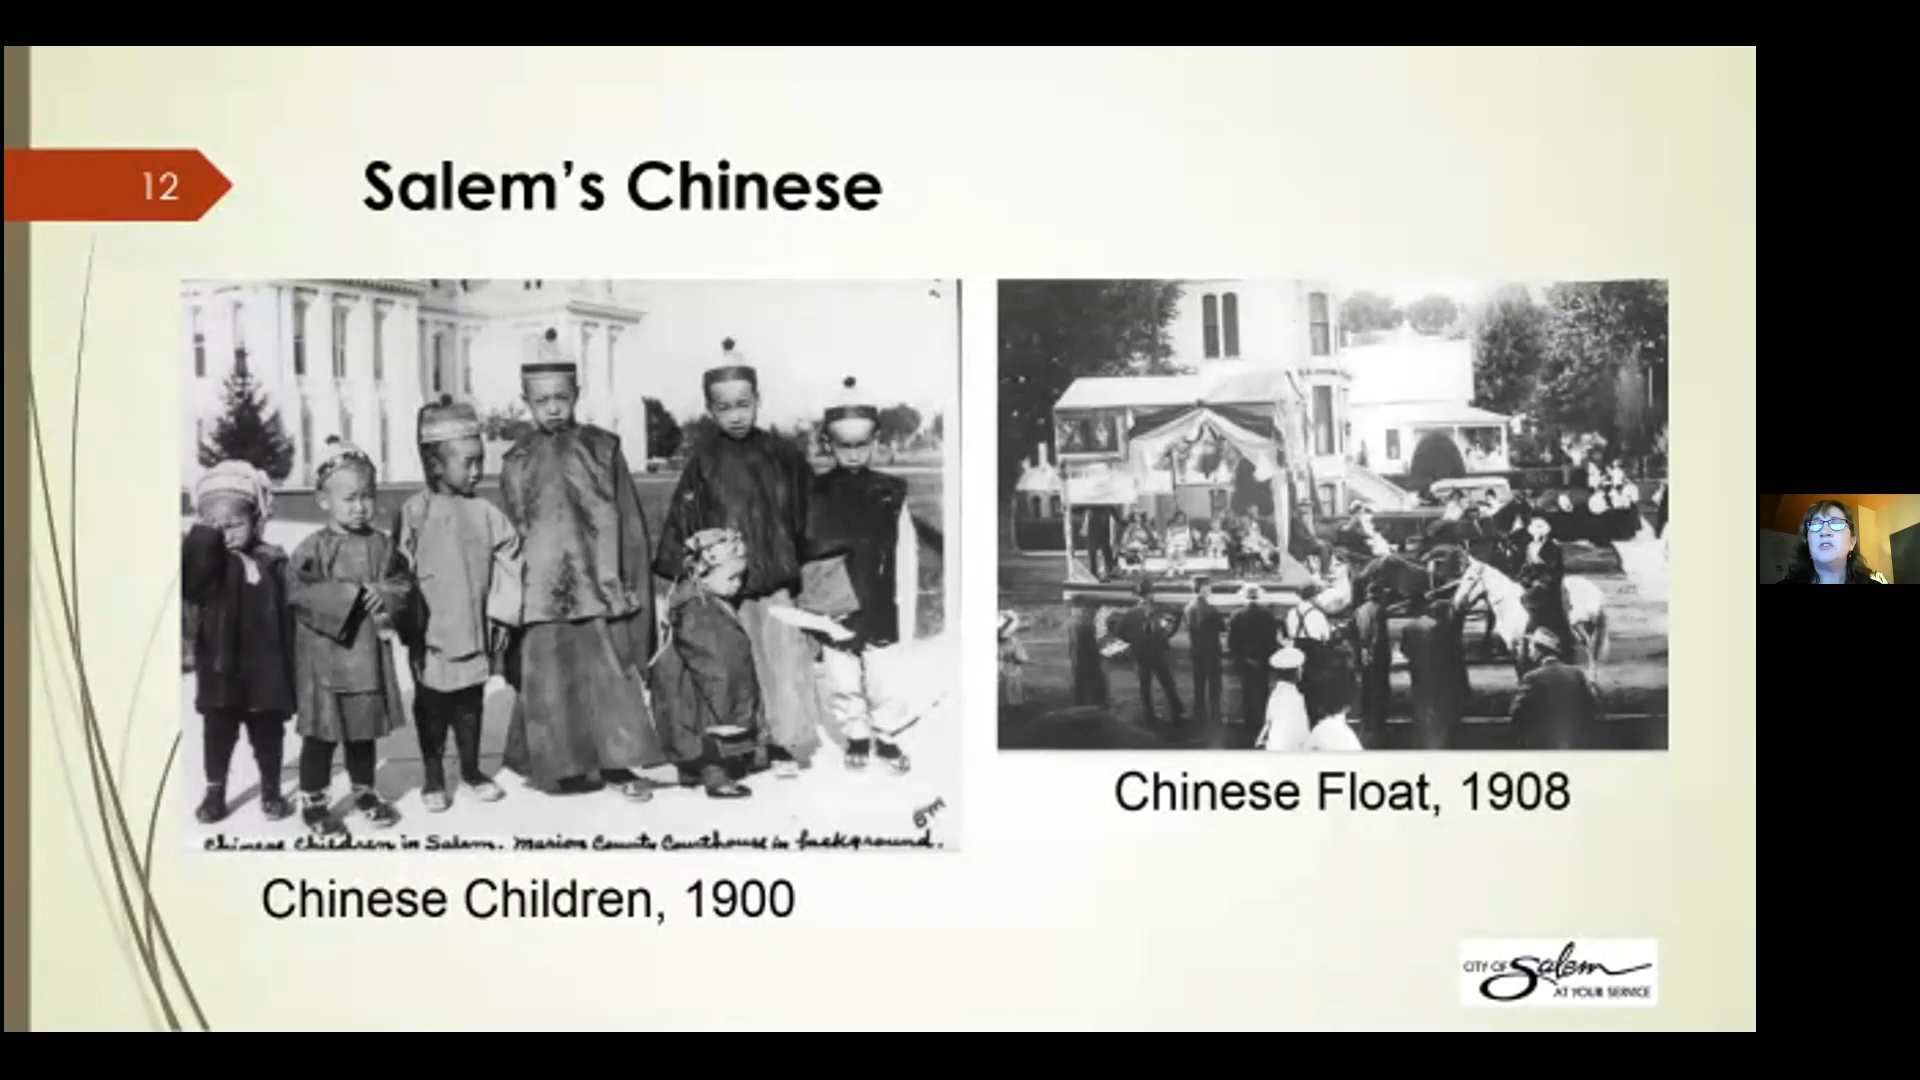 12
Salem's Chinese
Chinese Children in Salem. Marion County Courthouse in background.
Chinese Children, 1900
Chinese Float, 1908
CITY OF Salem
AT YOUR SERVICE